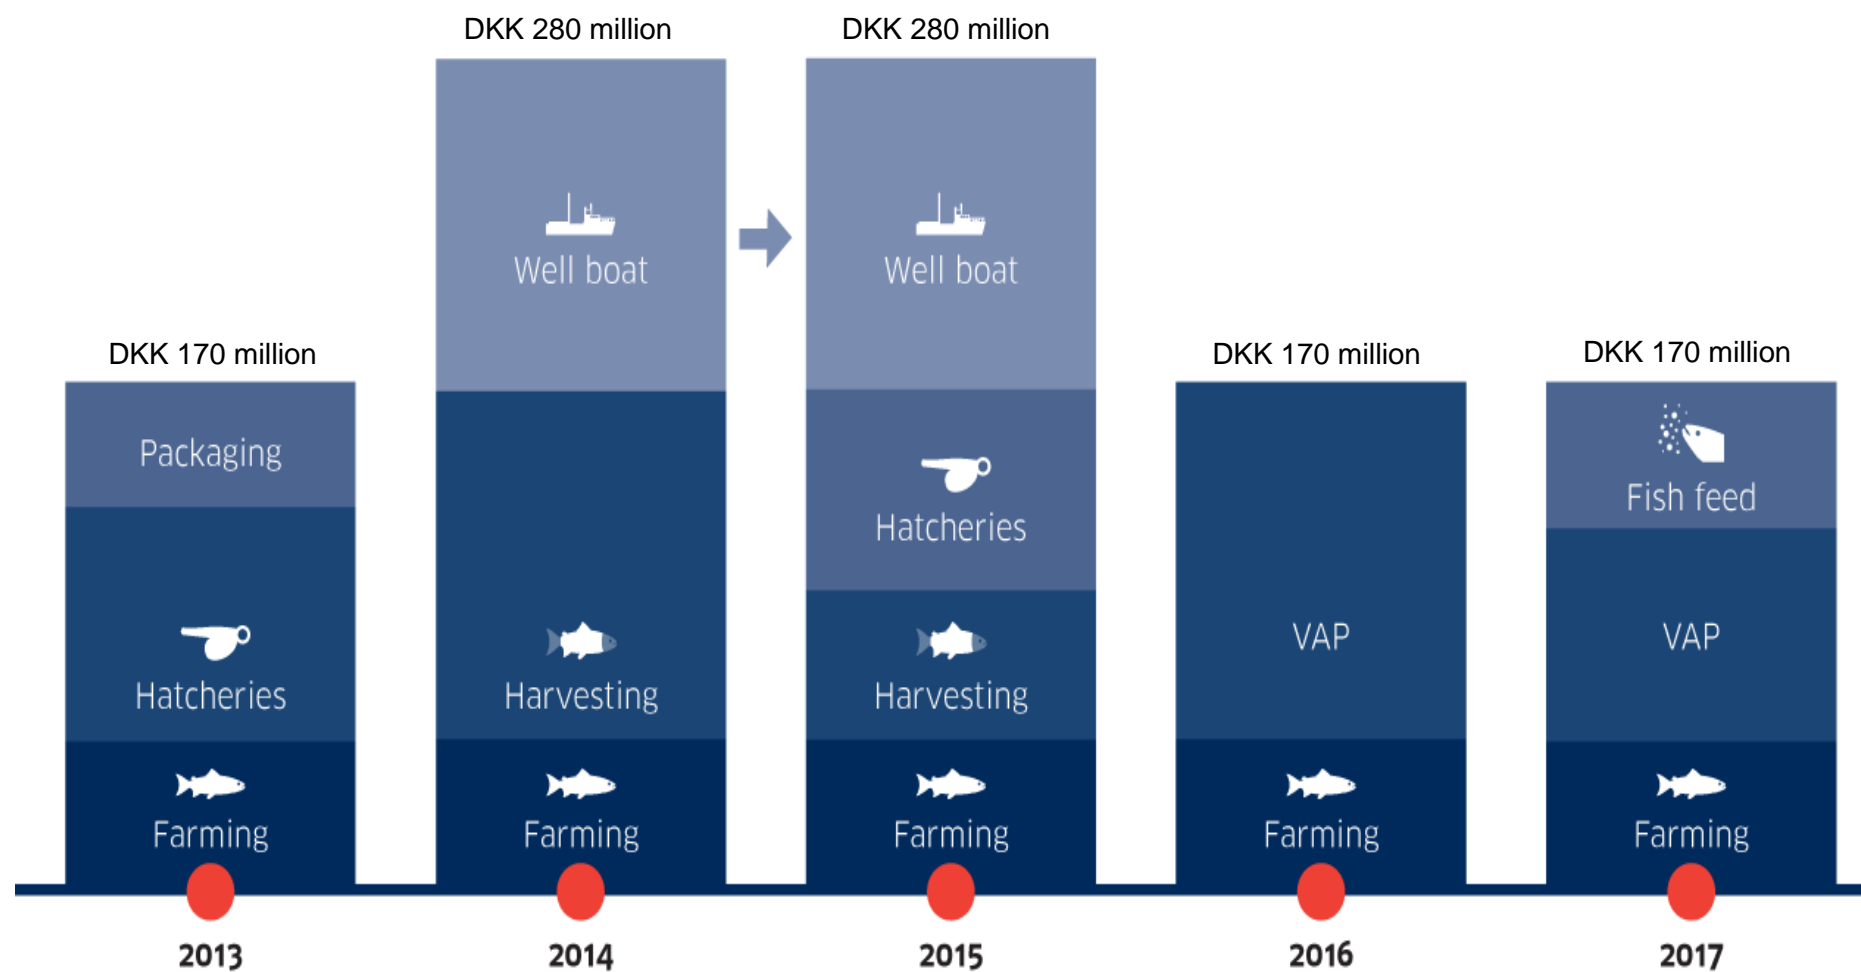 DKK 280 million
DKK 280 million
Well boat
Well boat
DKK 170 million
DKK 170 million
DKK 170 million
Packaging
Hatcheries
Fish feed
Hatcheries
Harvesting
Harvesting
VAP
VAP
Farming
Farming
Farming
Farming
Farming
2013
2014
2015
2016
2017